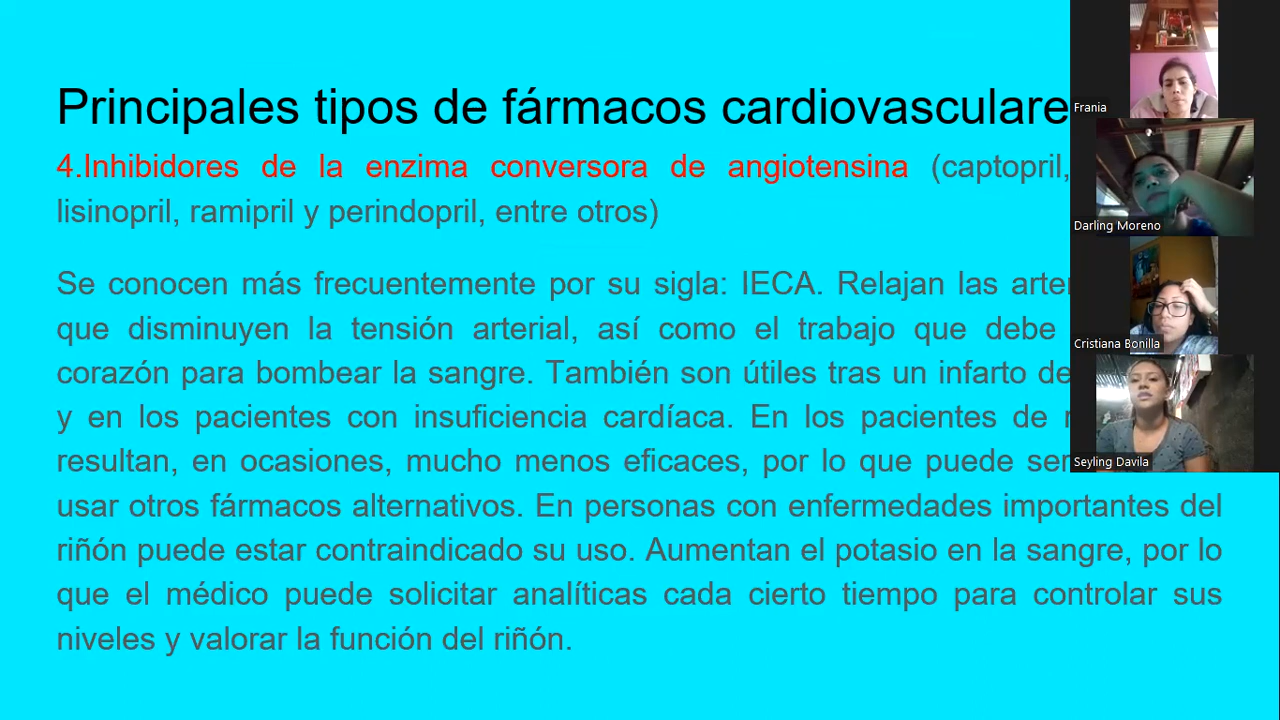 Principales tipos de fármacos cardiovasculare
4.Inhibidores de la enzima conversora de angiotensina (captopril,
lisinopril, ramipril y perindopril, entre otros)
Se conocen más frecuentemente por su sigla: IECA. Relajan las
que disminuyen la tensión arterial, así como el trabajo que debe
corazón para bombear la sangre. También son útiles tras un infarto de
y en los pacientes con insuficiencia cardíaca. En los pacientes de
resultan, en ocasiones, mucho menos eficaces, por lo que puede ser
usar otros fármacos alternativos. En personas con enfermedades importantes del
riñón puede estar contraindicado su uso. Aumentan el potasio en la sangre, por lo
que el médico puede solicitar analíticas cada cierto tiempo para controlar sus
niveles y valorar la función del riñón.
Frania
Darling Moreno
Cristiana Bonilla
Seyling Davila